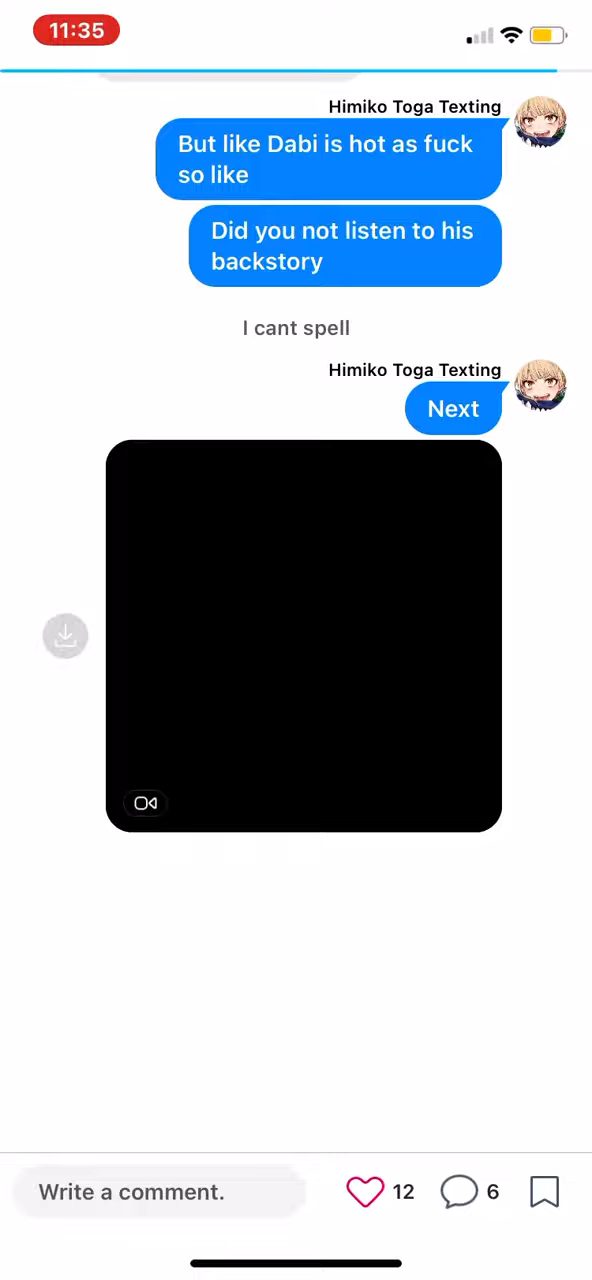 11:35
Himiko Toga Texting
But like Dabi is hot as fuck
so like
Did you not listen to his
backstory
I cant spell
Himiko Toga Texting
Next
Write a comment.
12
6